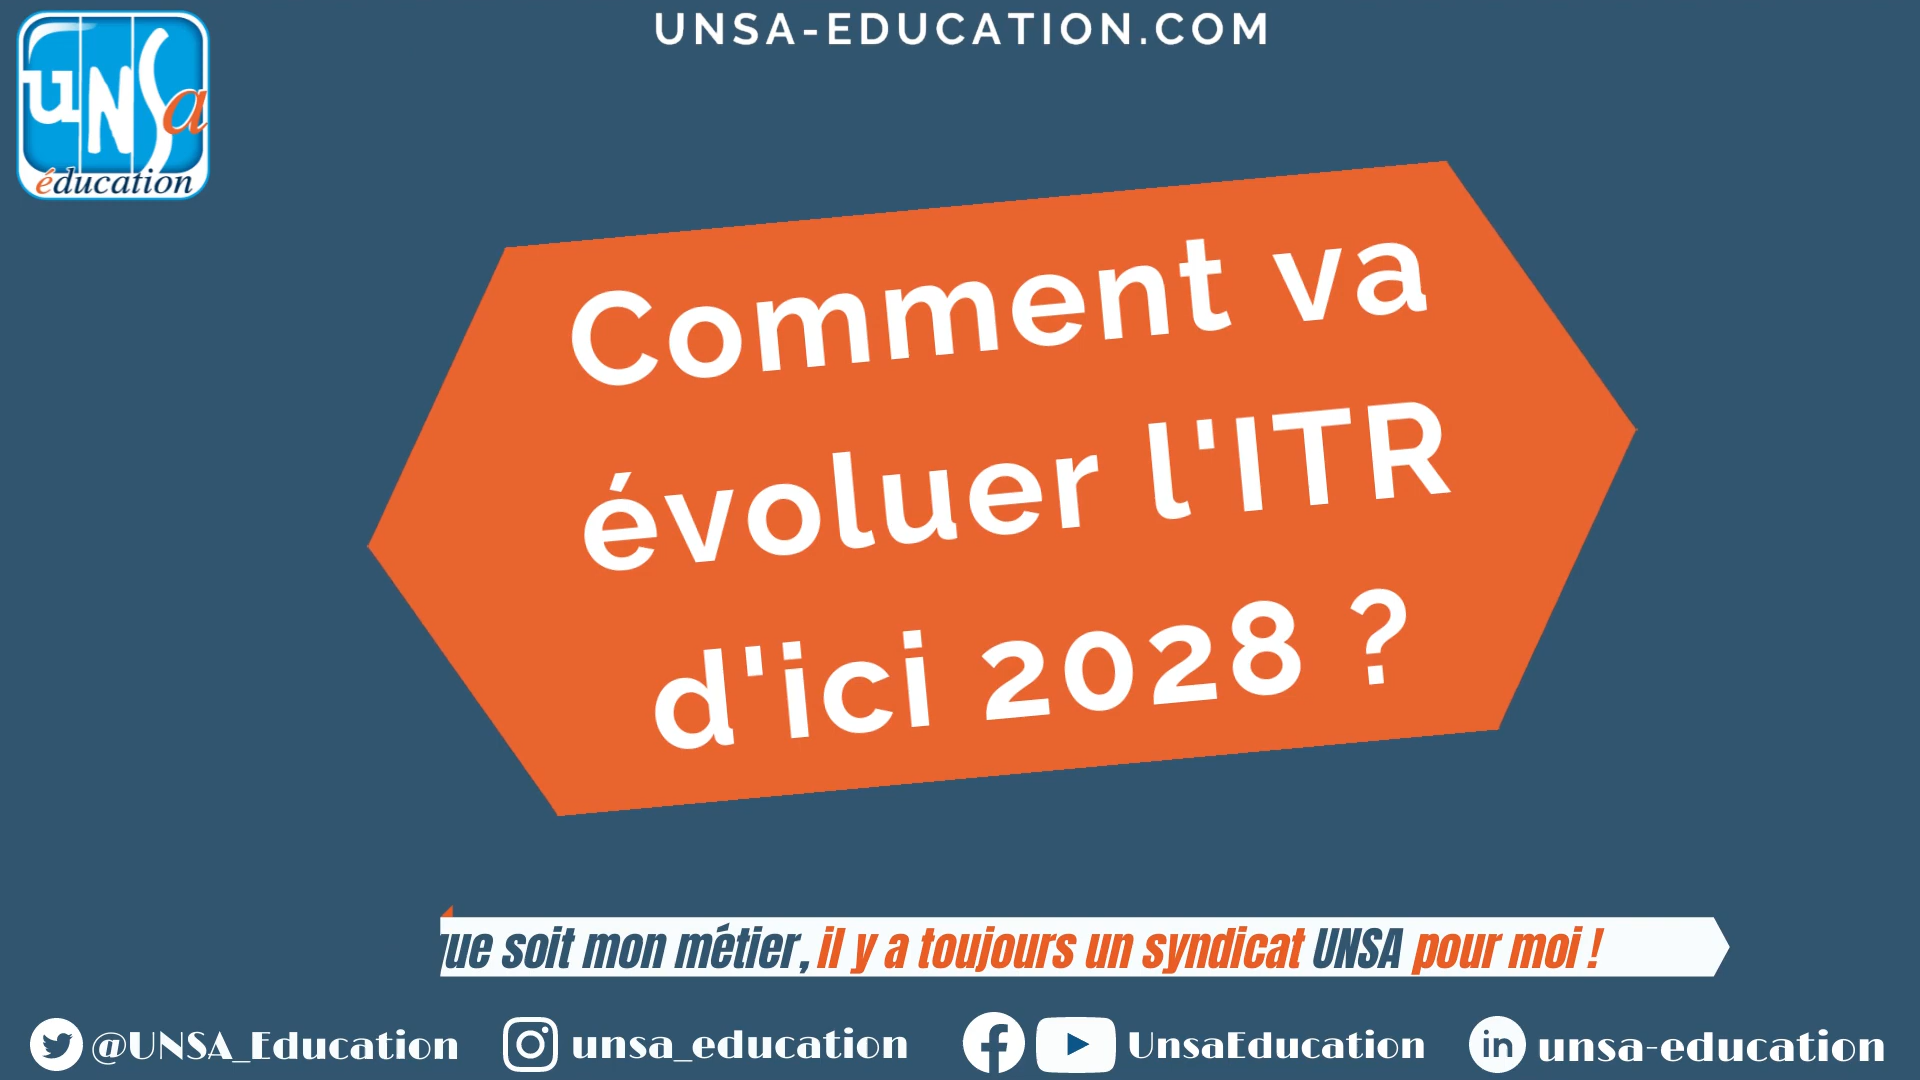 UNSA-EDUCATION.COM
uNSa
éducation
Comment va
évoluer l'ITR
d'ici 2028 ?
ue soit mon métier, il y a toujours un syndicat UNSA pour moi !
@UNSA_Education
unsa_education
UnsaEducation
in unsa-education